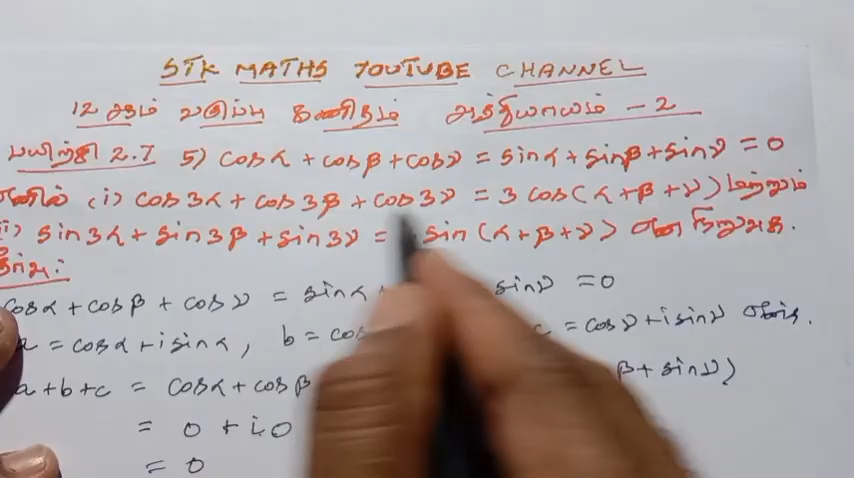 STK MATHS YOUTUBE CHANNEL
12 ஆம் வகுப்பு கணிதம் அத்தியாயம் - 2
பயிற்சி 2.7 5) cosα + cosβ + cosγ = sinα + sinβ + sinγ = 0
எனில் (i) cos3α + cos3β + cos3γ = 3 cos(α+β+γ) மற்றும்
sin3α + sin3β + sin3γ = sin(α+β+γ) என நிறுவுக.
cosα + cosβ + cosγ = sinα sinγ = 0
a = cosα + i sinα, b = cos c = cosγ + i sinγ என்க.
a+b+c = cosα + cosβ β + sinγ)
= 0 + i0
= 0